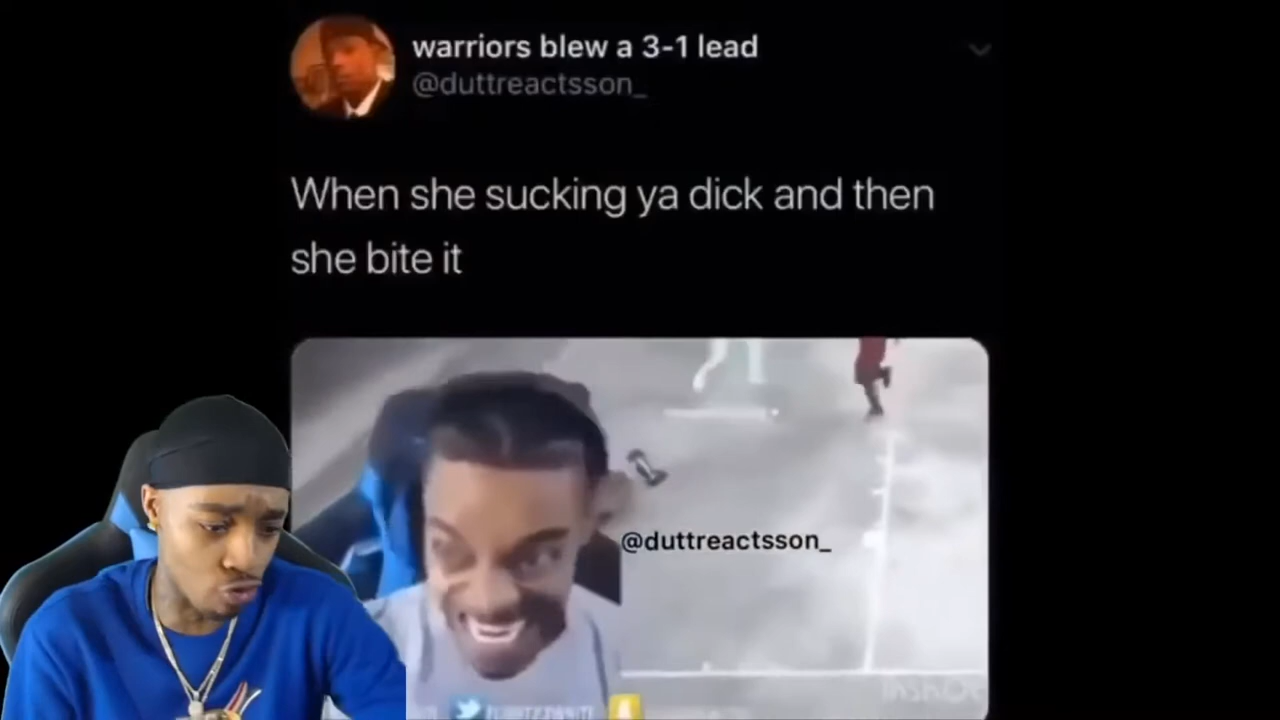 warriors blew a 3-1 lead
@duttreactsson_
When she sucking ya dick and then
she bite it
@duttreactsson_